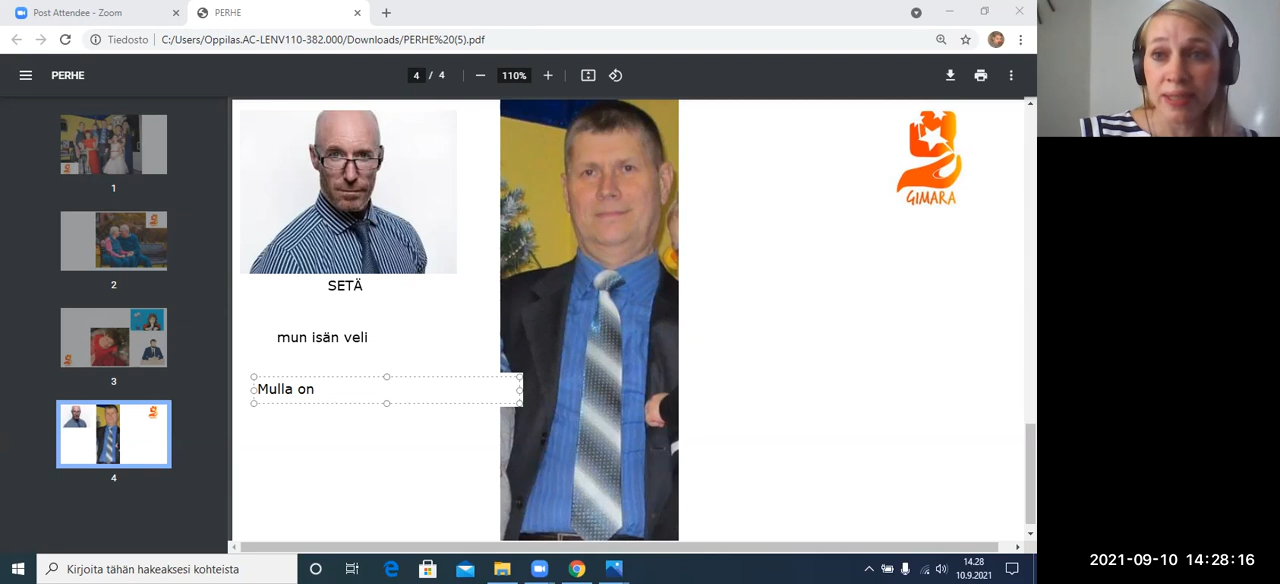 Post Attendee - Zoom
PERHE
Tiedosto
C:/Users/Oppilas.AC-LENV110-382.000/Downloads/PERHE%20(5).pdf
PERHE
4 / 4
110%
1
2
3
4
GIMARA
SETÄ
mun isän veli
Mulla on
Kirjoita tähän hakeaksesi kohteista
14.28
10.9.2021
2021-09-10 14:28:16